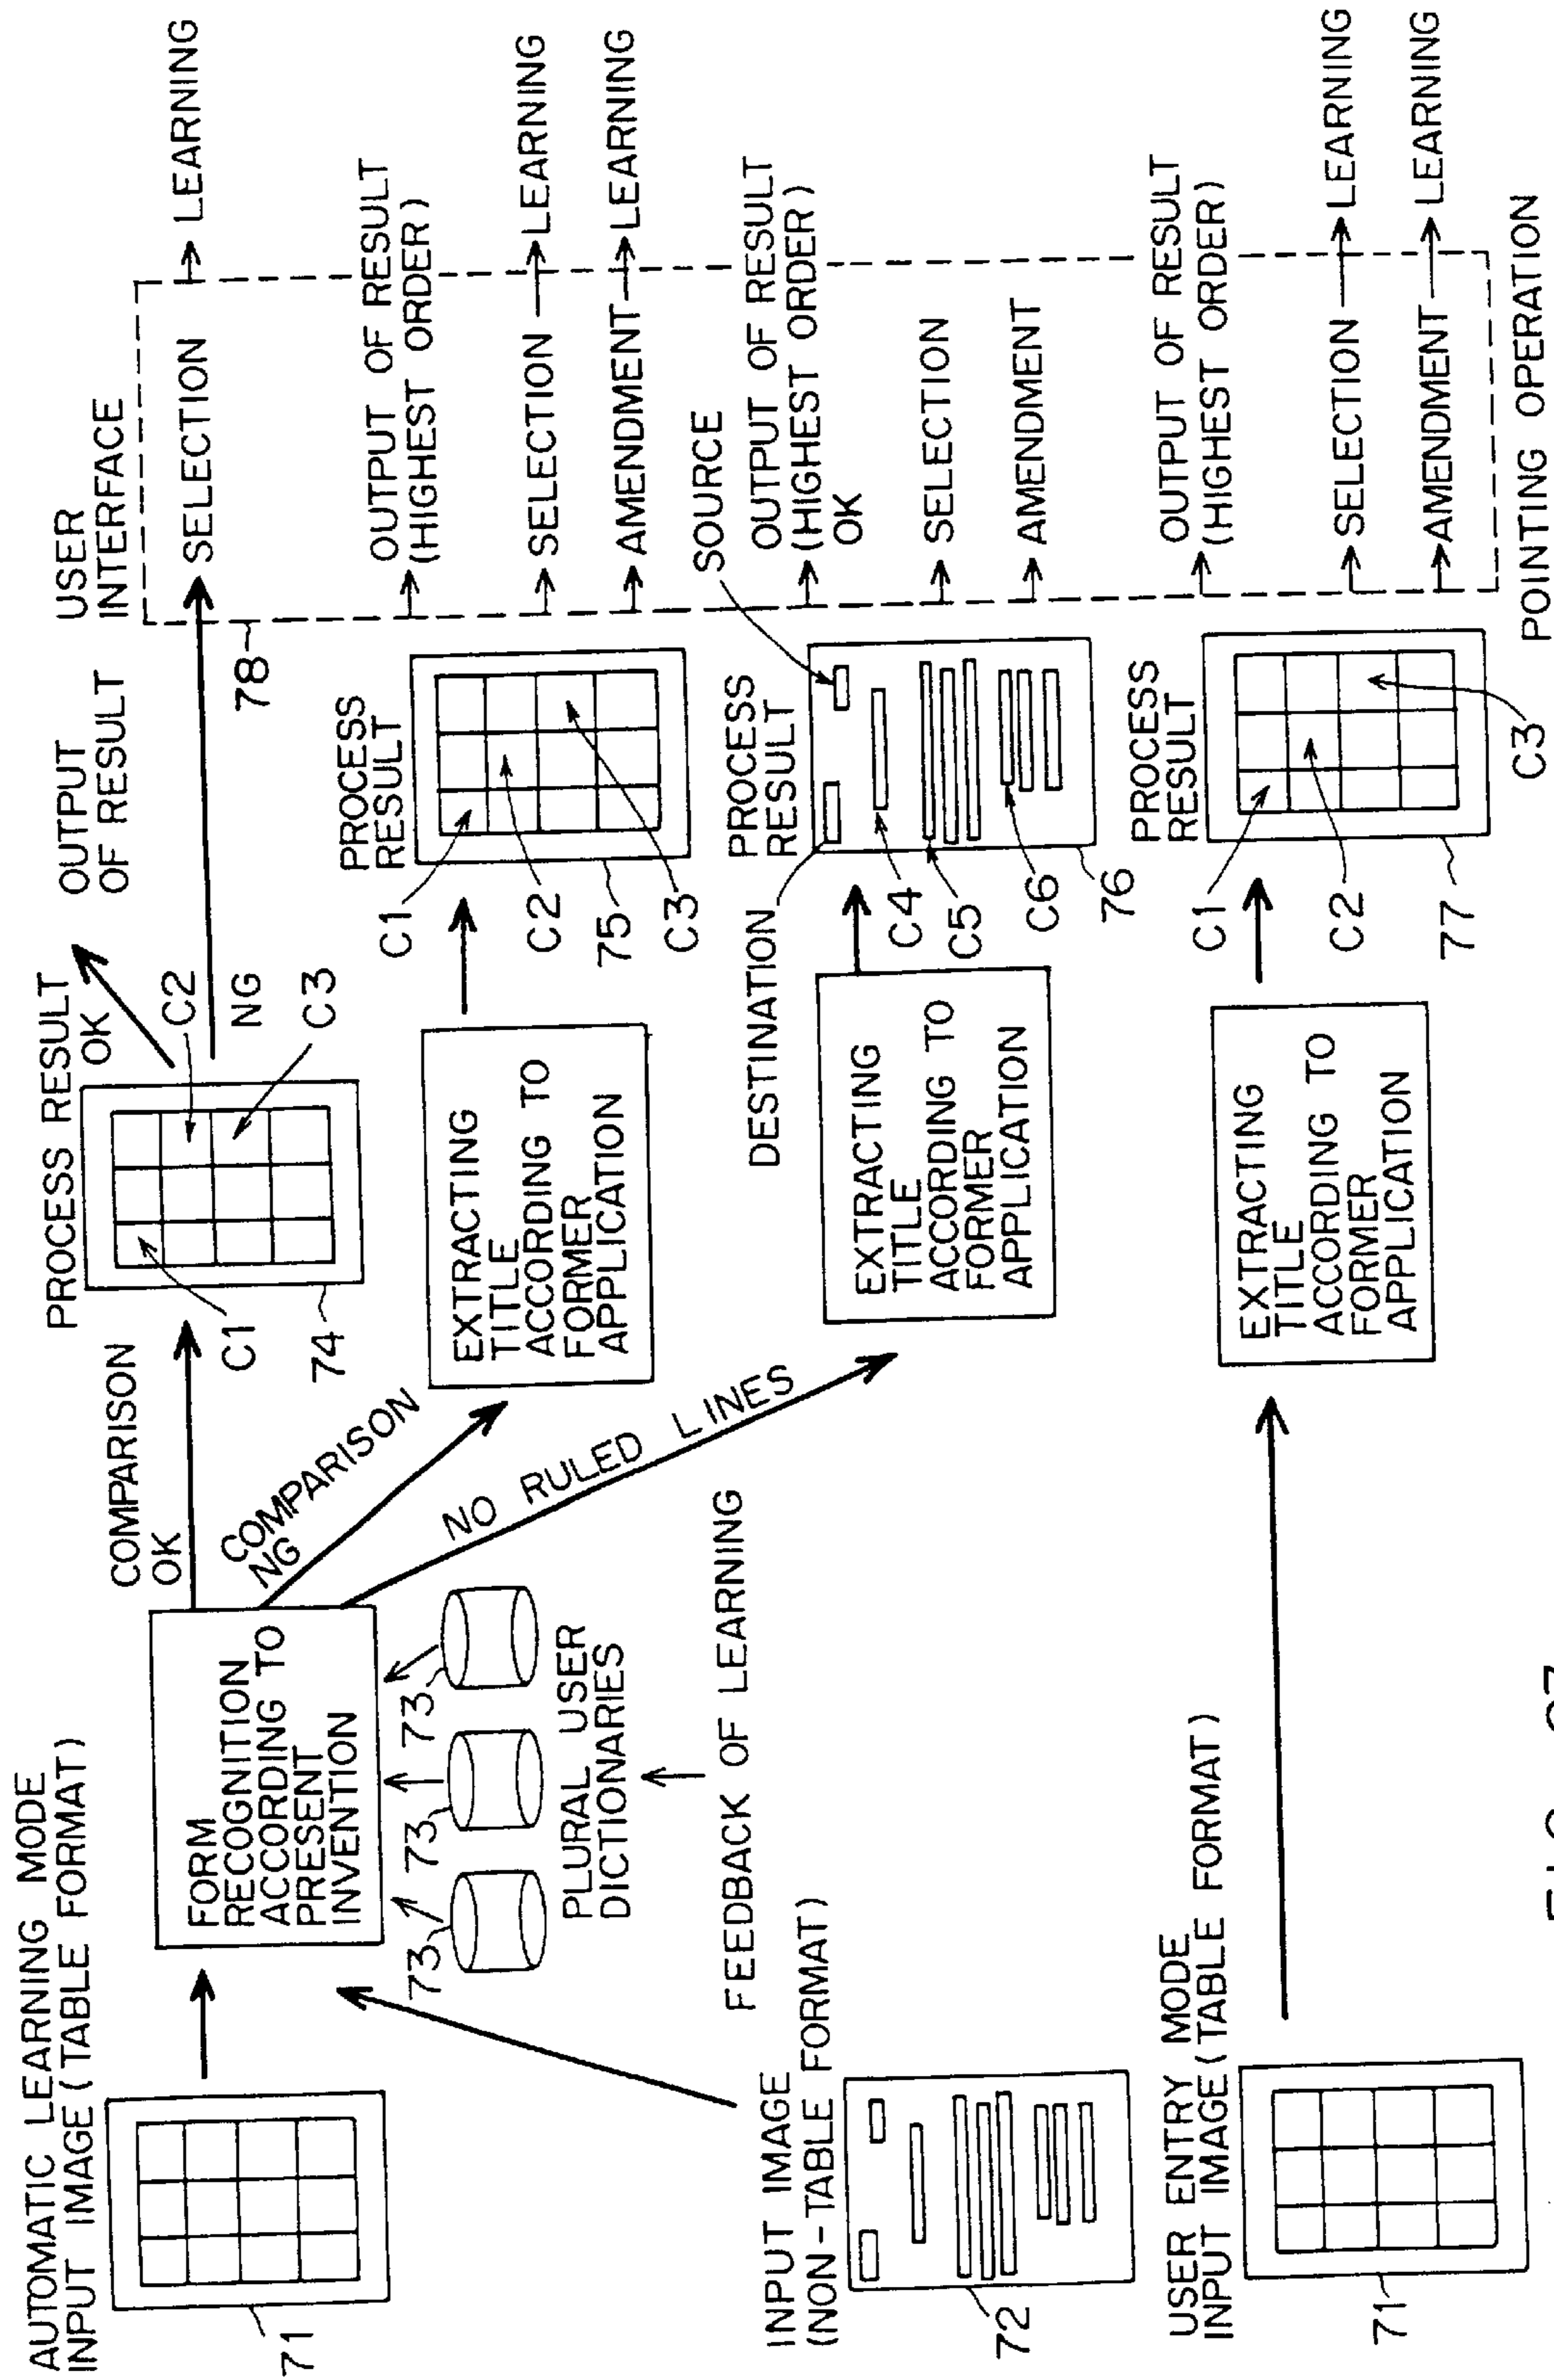 AUTOMATIC LEARNING MODE
INPUT IMAGE (TABLE FORMAT)
71
FORM
RECOGNITION
ACCORDING TO
PRESENT
INVENTION
73
73
73
PLURAL USER
DICTIONARIES
FEEDBACK OF LEARNING
INPUT IMAGE
(NON-TABLE FORMAT)
72
USER ENTRY MODE
INPUT IMAGE (TABLE FORMAT)
71
COMPARISON
OK
COMPARISON
NG
NO RULED LINES
PROCESS RESULT
OK
C2
NG
C3
C1
74
OUTPUT
OF RESULT
EXTRACTING
TITLE
ACCORDING TO
FORMER
APPLICATION
PROCESS
RESULT
C1
C2
75
C3
EXTRACTING
TITLE
ACCORDING TO
FORMER
APPLICATION
DESTINATION
SOURCE
PROCESS
RESULT
C4
C5
C6
76
EXTRACTING
TITLE
ACCORDING TO
FORMER
APPLICATION
PROCESS
RESULT
C1
C2
77
C3
USER
INTERFACE
78
SELECTION
LEARNING
OUTPUT OF RESULT
(HIGHEST ORDER)
SELECTION
LEARNING
AMENDMENT
LEARNING
OUTPUT OF RESULT
(HIGHEST ORDER)
OK
SELECTION
AMENDMENT
OUTPUT OF RESULT
(HIGHEST ORDER)
SELECTION
LEARNING
AMENDMENT
LEARNING
POINTING OPERATION